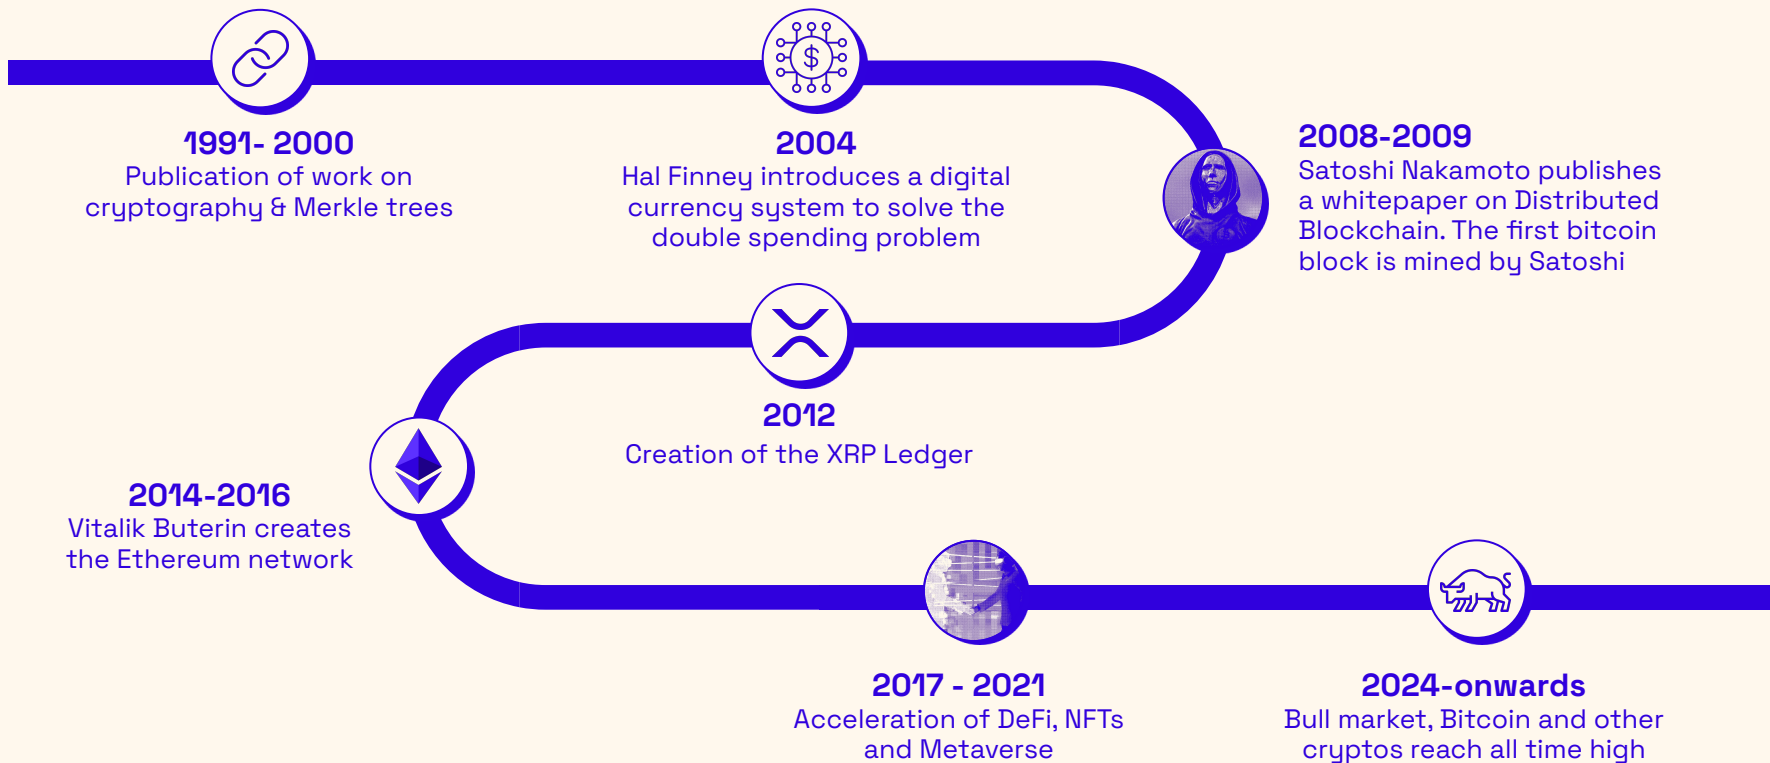 1991- 2000
Publication of work on
cryptography & Merkle trees
2004
Hal Finney introduces a digital
currency system to solve the
double spending problem
2008-2009
Satoshi Nakamoto publishes
a whitepaper on Distributed
Blockchain. The first bitcoin
block is mined by Satoshi
2012
Creation of the XRP Ledger
2014-2016
Vitalik Buterin creates
the Ethereum network
2017 - 2021
Acceleration of DeFi, NFTs
and Metaverse
2024-onwards
Bull market, Bitcoin and other
cryptos reach all time high